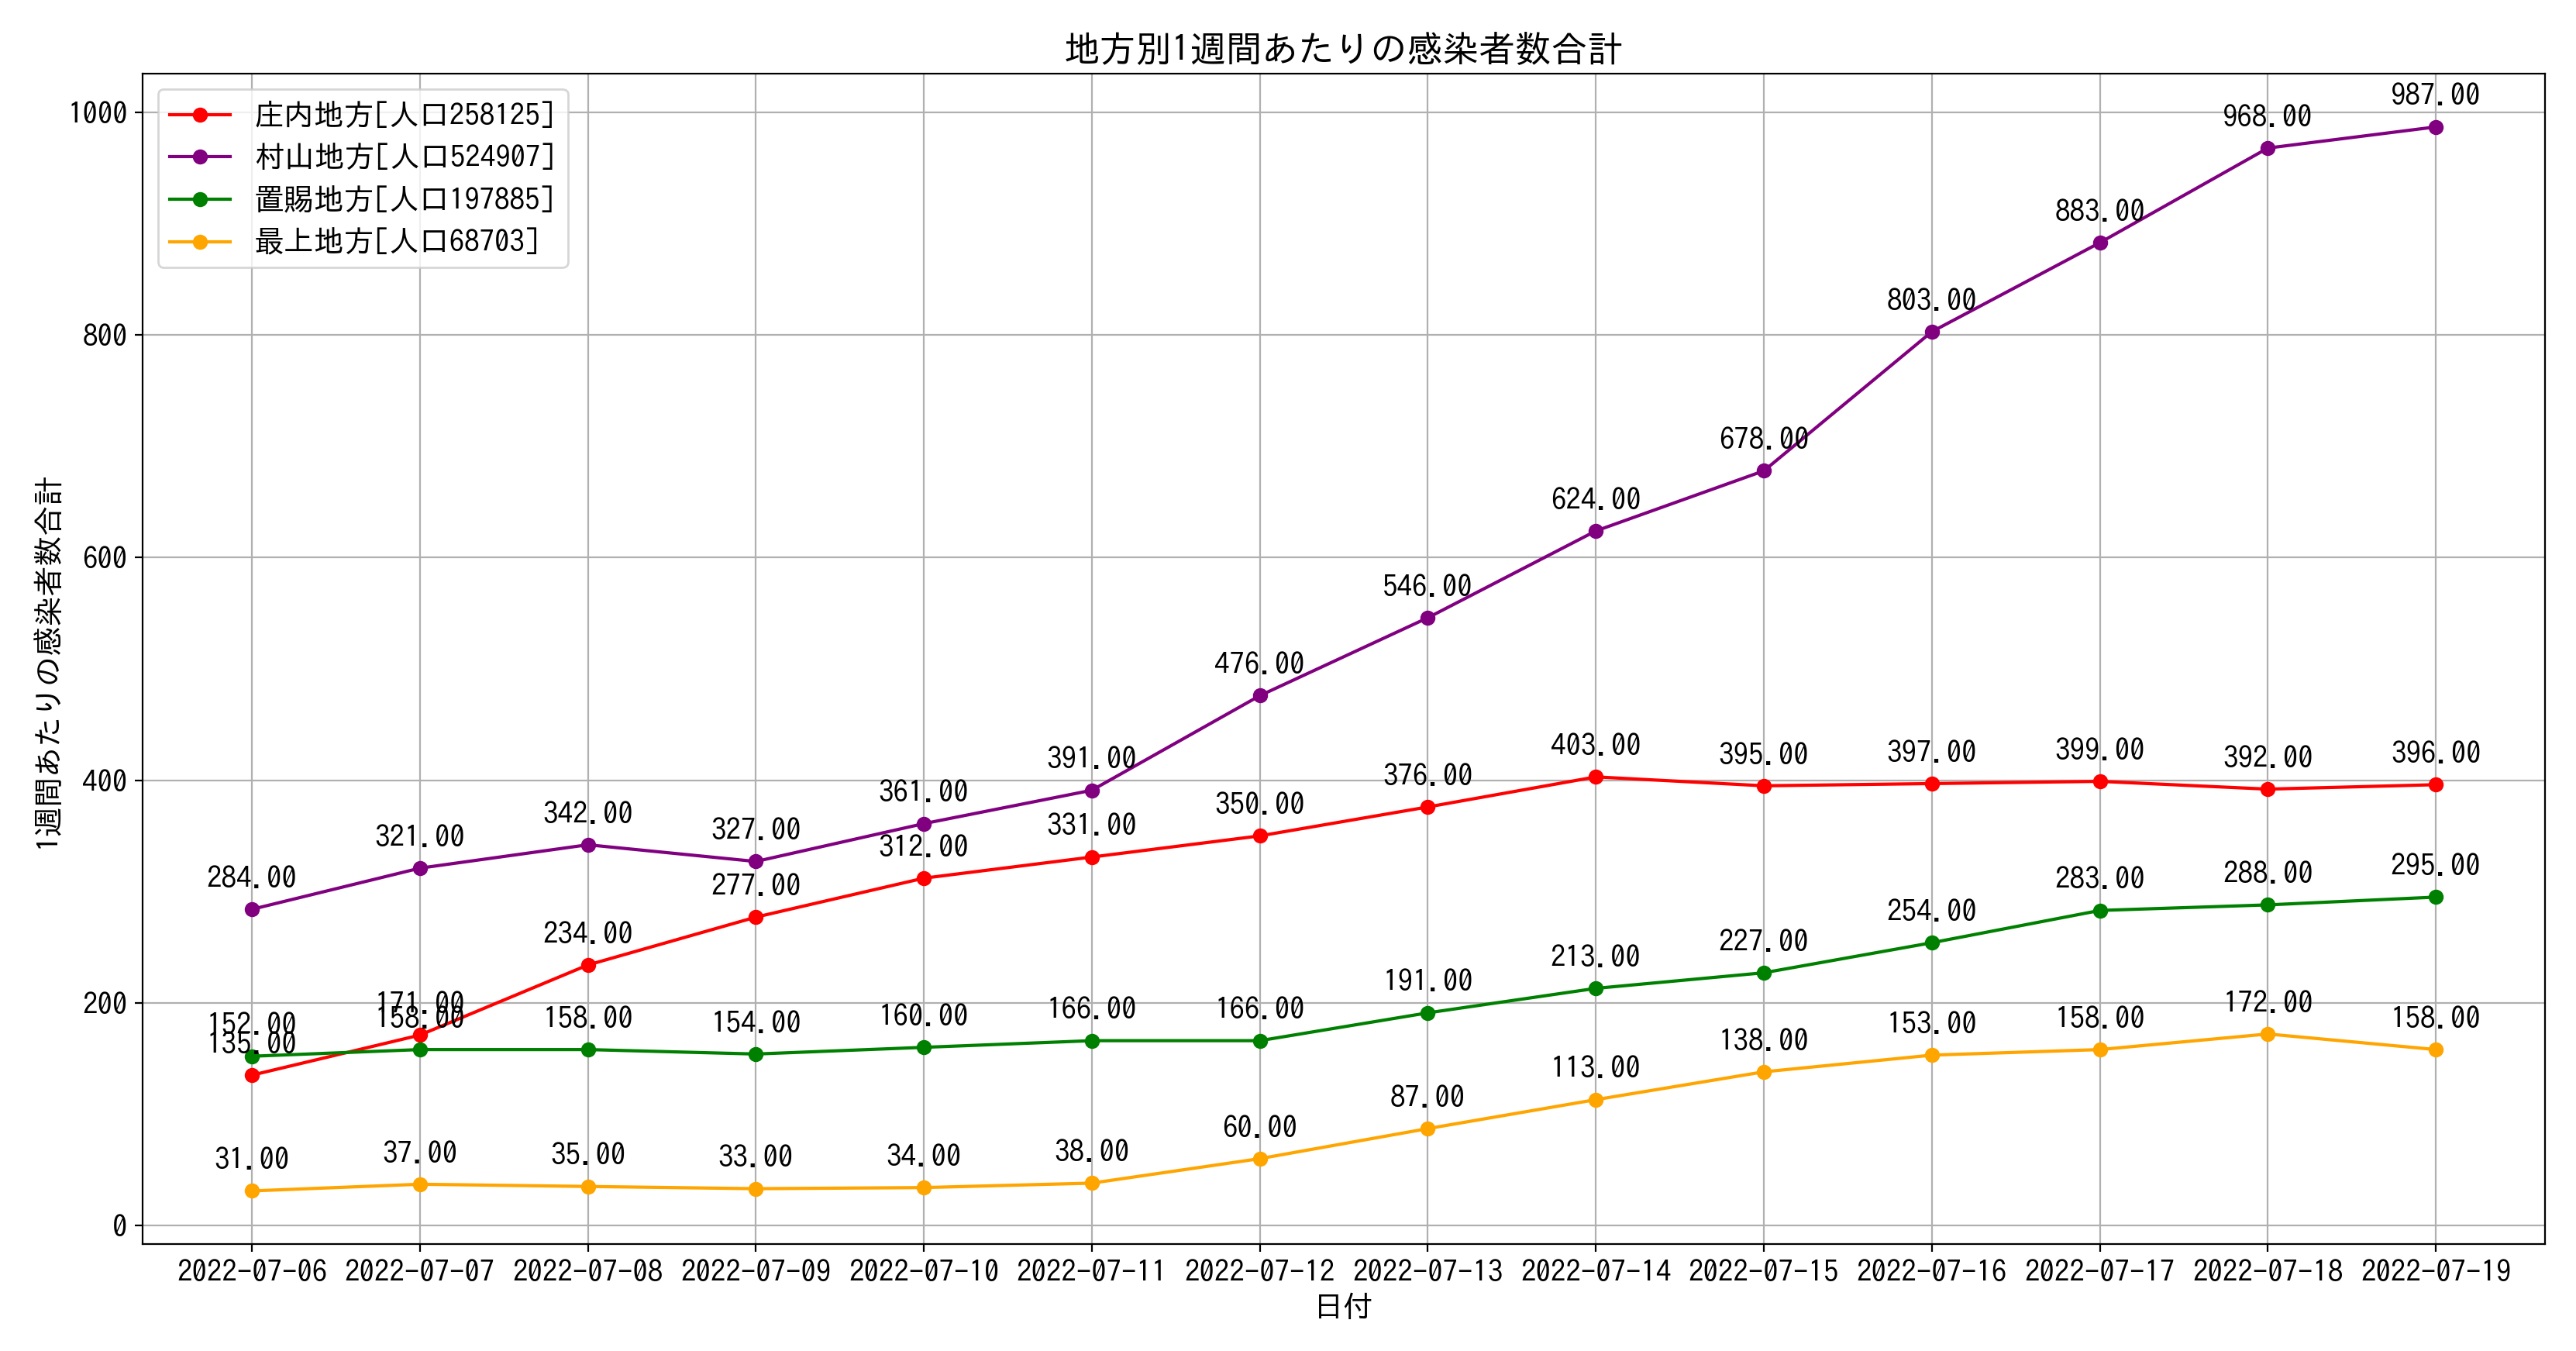 地方別1週間あたりの感染者数合計
庄内地方[人口258125]
村山地方[人口524907]
置賜地方[人口197885]
最上地方[人口68703]
1週間あたりの感染者数合計
1000
800
600
400
200
0
284.00 321.00 342.00 327.00 361.00 391.00 476.00 546.00 624.00 678.00 803.00 883.00 968.00 987.00
135.00 171.00 234.00 277.00 312.00 331.00 350.00 376.00 403.00 395.00 397.00 399.00 392.00 396.00
152.00 158.00 158.00 154.00 160.00 166.00 166.00 191.00 213.00 227.00 254.00 283.00 288.00 295.00
31.00 37.00 35.00 33.00 34.00 38.00 60.00 87.00 113.00 138.00 153.00 158.00 172.00 158.00
2022-07-06 2022-07-07 2022-07-08 2022-07-09 2022-07-10 2022-07-11 2022-07-12 2022-07-13 2022-07-14 2022-07-15 2022-07-16 2022-07-17 2022-07-18 2022-07-19
日付